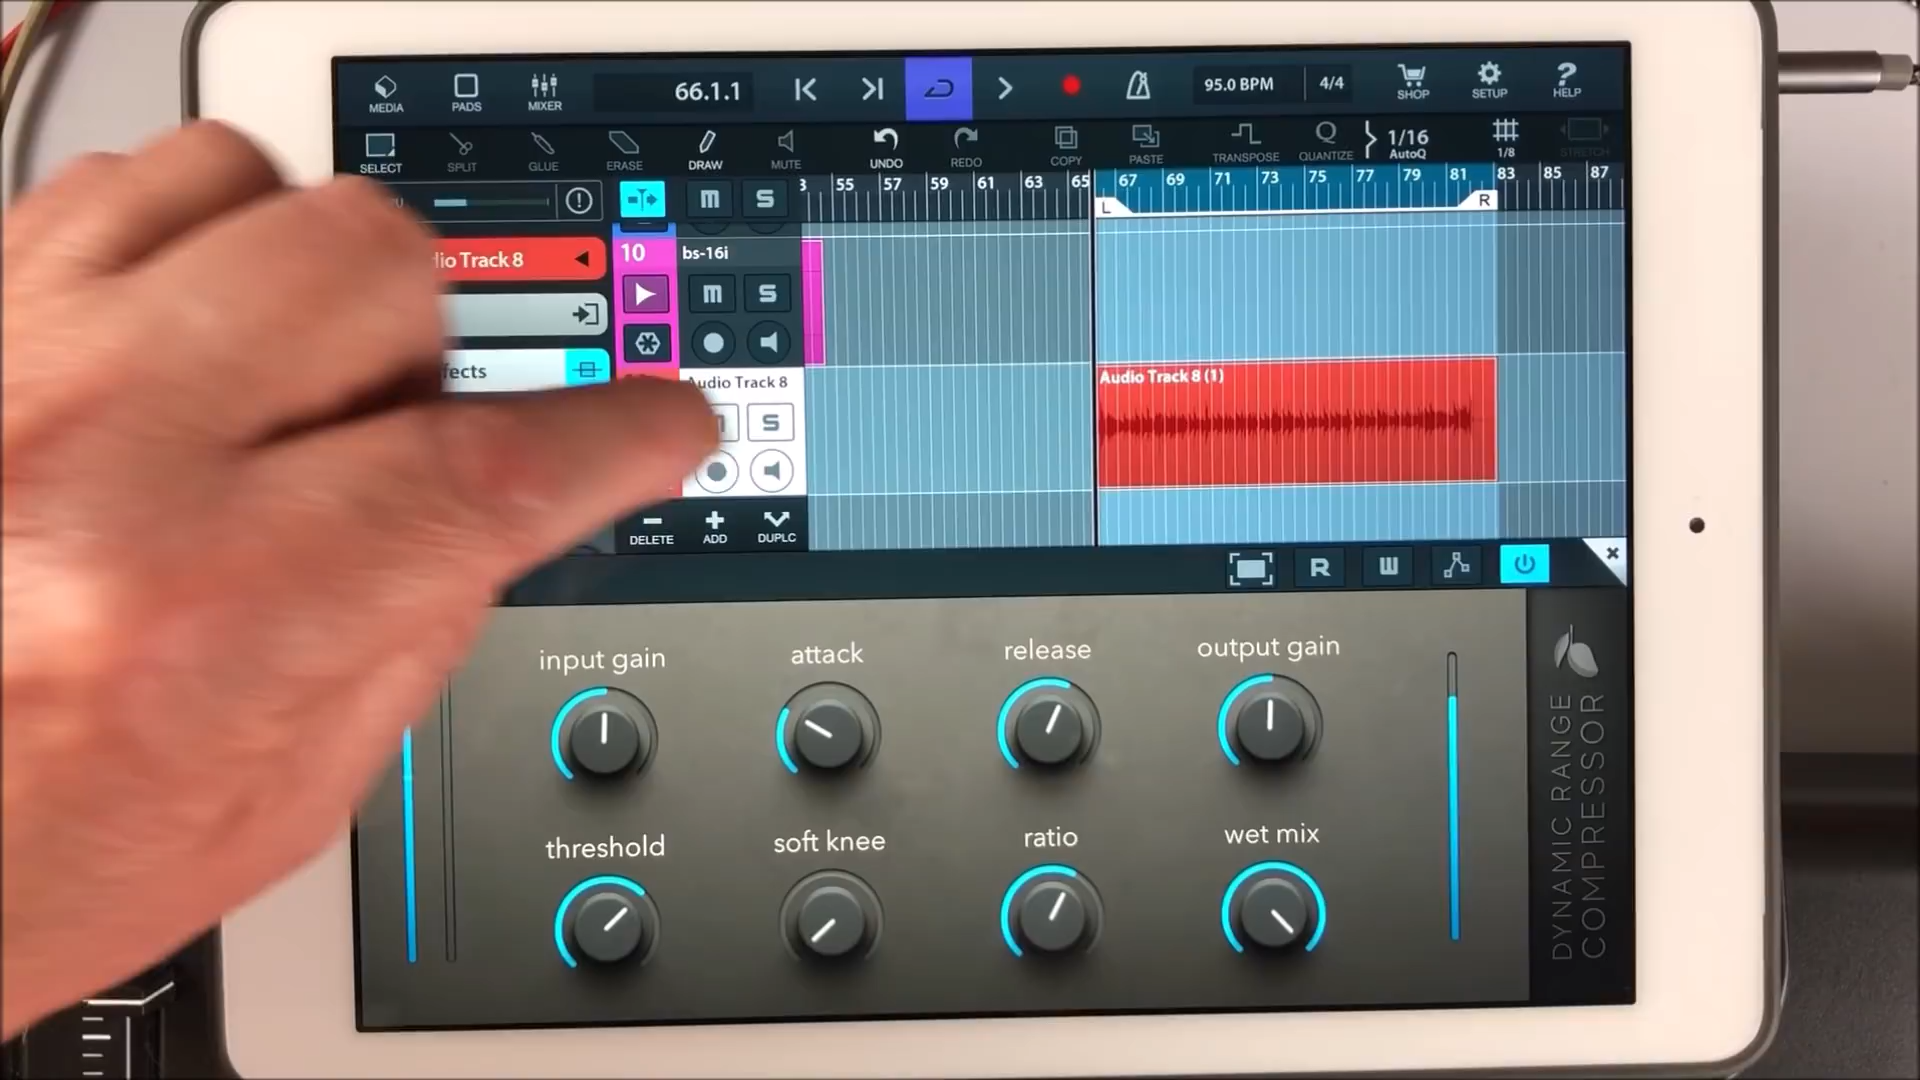 MEDIA
PADS
MIXER
66.1.1
95.0 BPM
4/4
SHOP
SETUP
?
HELP
SELECT
SPLIT
GLUE
ERASE
DRAW
MUTE
UNDO
REDO
COPY
PASTE
TRANSPOSE
Q
QUANTIZE
1/16
AutoQ
1/8
STRETCH
m
S
3
55
57
59
61
63
65
67
69
71
73
75
77
79
81
83
85
87
L
R
dio Track 8
10
bs-16i
m
S
fects
Audio Track 8
S
Audio Track 8 (1)
DELETE
ADD
DUPLC
R
W
input gain
attack
release
output gain
threshold
soft knee
ratio
wet mix
DYNAMIC RANGE
COMPRESSOR